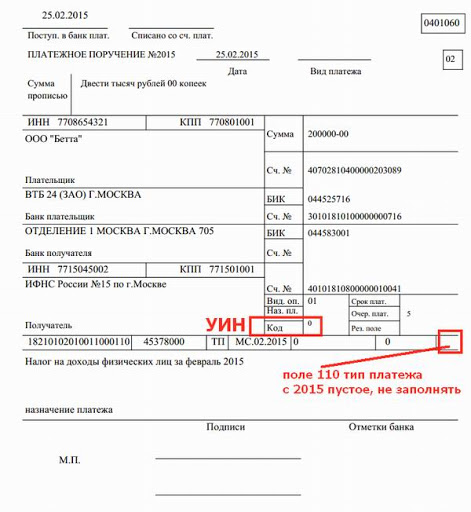 25.02.2015
0401060
Поступ. в банк плат. Списано со сч. плат.
ПЛАТЕЖНОЕ ПОРУЧЕНИЕ №2015 25.02.2015
02
Дата Вид платежа
Сумма прописью Двести тысяч рублей 00 копеек
ИНН 7708654321 КПП 770801001 Сумма 200000-00
ООО "Бетта"
Плательщик Сч. № 40702810400000203089
ВТБ 24 (ЗАО) Г.МОСКВА БИК 044525716
Банк плательщик Сч. № 30101810100000000716
ОТДЕЛЕНИЕ 1 МОСКВА Г.МОСКВА 705 БИК 044583001
Банк получателя Сч. №
ИНН 7715045002 КПП 771501001
ИФНС России №15 по г.Москве Сч. № 40101810800000010041
Вид. оп. 01 Срок плат.
Наз. пл. Очер. плат. 5
Получатель УИН Код 0 Рез. поле
18210102010011000110 45378000 ТП МС.02.2015 0 0
Налог на доходы физических лиц за февраль 2015
поле 110 тип платежа
с 2015 пустое, не заполнять
назначение платежа
Подписи Отметки банка
М.П.